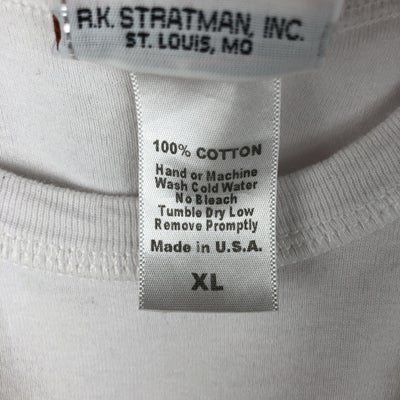 R.K. STRATMAN, INC.
ST. LOUIS, MO
100% COTTON
Hand or Machine
Wash Cold Water
No Bleach
Tumble Dry Low
Remove Promptly
Made in U.S.A.
XL